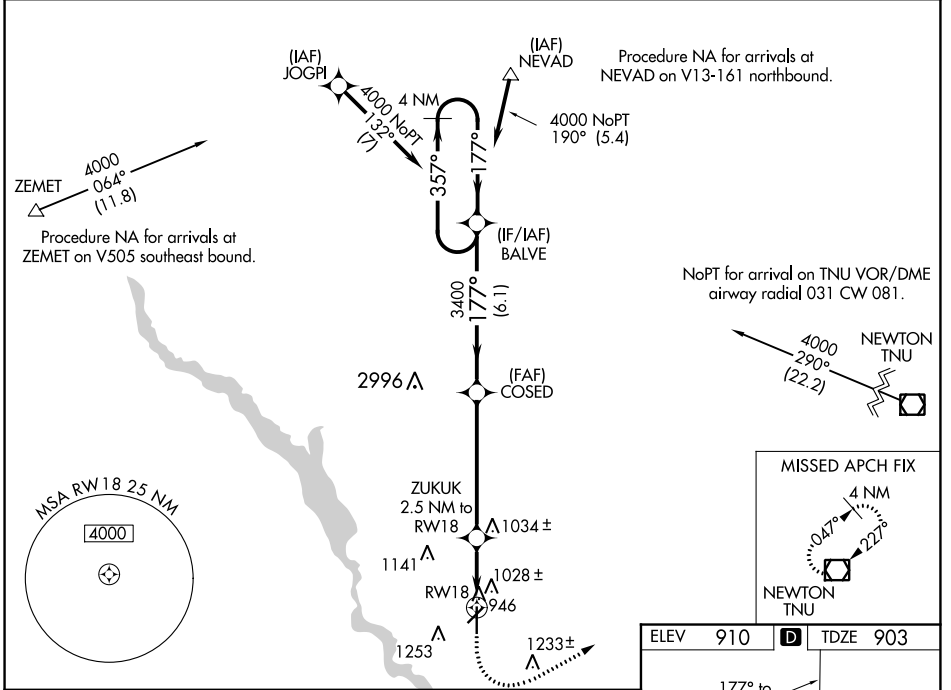 (IAF)
JOGPI
4000 NoPT
132°
(7)
4 NM
357°
177°
(IAF)
NEVAD
4000 NoPT
190° (5.4)
Procedure NA for arrivals at
NEVAD on V13-161 northbound.
ZEMET
4000
064°
(11.8)
Procedure NA for arrivals at
ZEMET on V505 southeast bound.
(IF/IAF)
BALVE
3400
177°
(6.1)
NoPT for arrival on TNU VOR/DME
airway radial 031 CW 081.
4000
290°
(22.2)
NEWTON
TNU
2996
(FAF)
COSED
MSA RW18 25 NM
4000
ZUKUK
2.5 NM to
RW18
1034 ±
1141
1028 ±
RW18
946
1253
1233 ±
MISSED APCH FIX
4 NM
047°
227°
NEWTON
TNU
ELEV 910 D TDZE 903
177° to